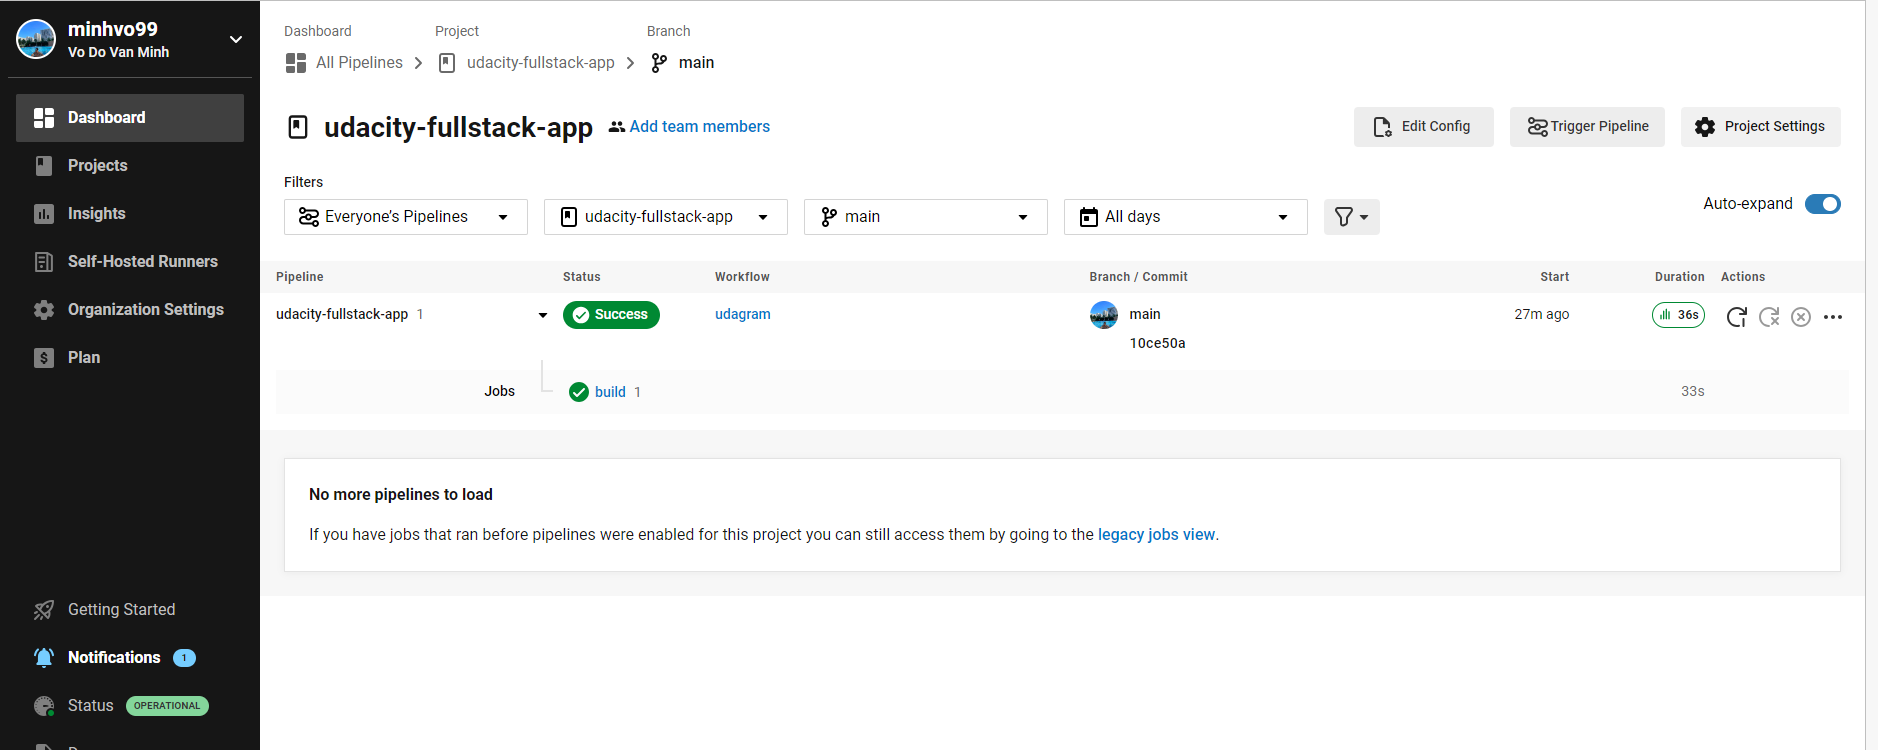 minhvo99
Vo Do Van Minh
Dashboard
Projects
Insights
Self-Hosted Runners
Organization Settings
Plan
Getting Started
Notifications 1
Status OPERATIONAL
Dashboard Project Branch
All Pipelines udacity-fullstack-app main
udacity-fullstack-app Add team members
Edit Config Trigger Pipeline Project Settings
Filters
Everyone’s Pipelines udacity-fullstack-app main All days
Auto-expand
Pipeline Status Workflow Branch / Commit Start Duration Actions
udacity-fullstack-app 1 Success udagram main 27m ago 36s
10ce50a
Jobs build 1 33s
No more pipelines to load
If you have jobs that ran before pipelines were enabled for this project you can still access them by going to the legacy jobs view.